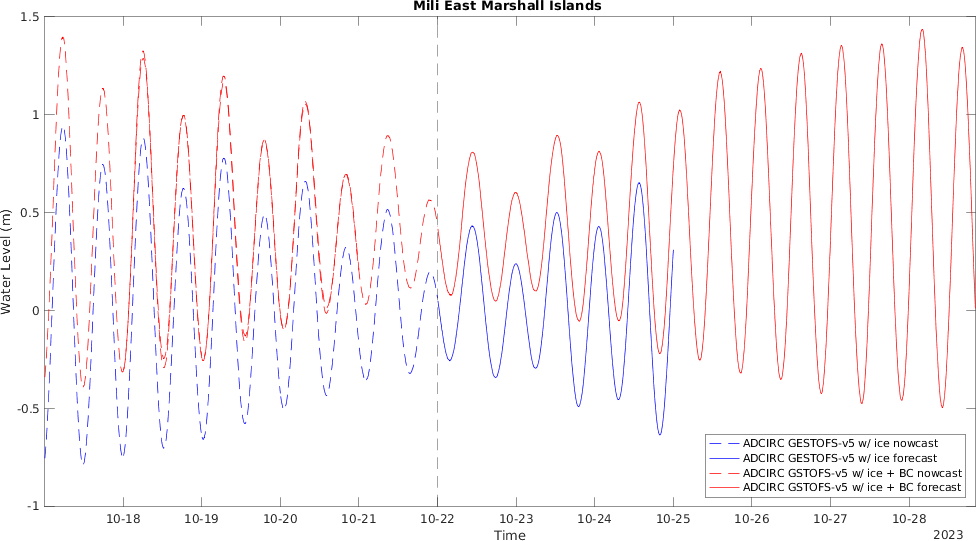 Mili East Marshall Islands
1.5
1
0.5
0
-0.5
-1
Water Level (m)
ADCIRC GESTOFS-v5 w/ ice nowcast
ADCIRC GESTOFS-v5 w/ ice forecast
ADCIRC GSTOFS-v5 w/ ice + BC nowcast
ADCIRC GSTOFS-v5 w/ ice + BC forecast
10-18 10-19 10-20 10-21 10-22 10-23 10-24 10-25 10-26 10-27 10-28
Time
2023